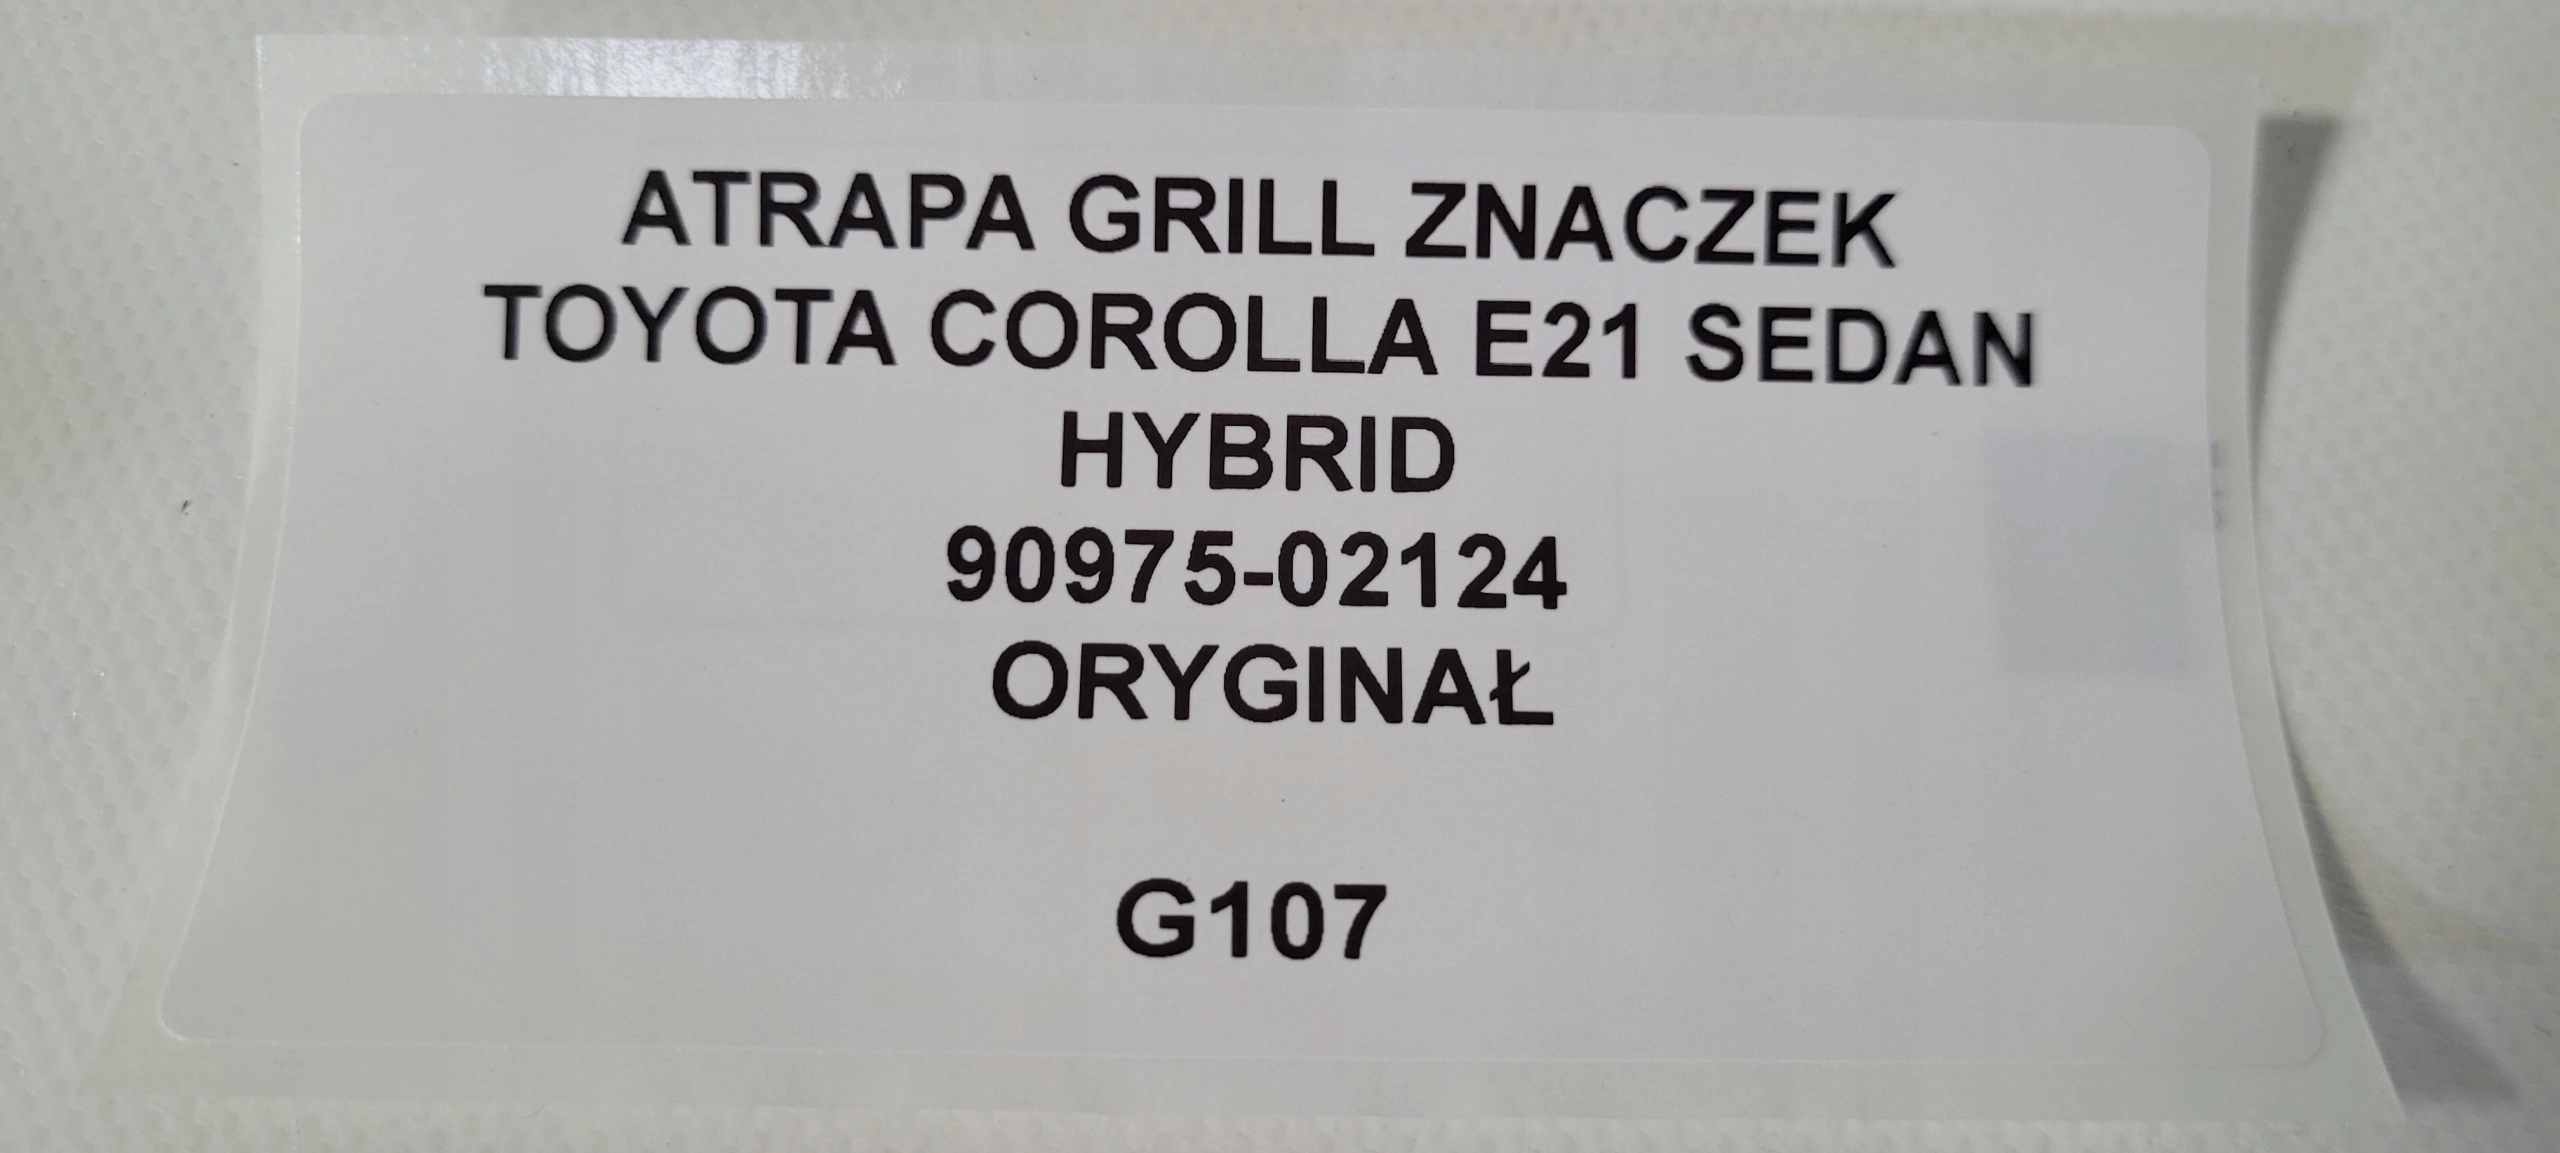 ATRAPA GRILL ZNACZEK
TOYOTA COROLLA E21 SEDAN
HYBRID
90975-02124
ORYGINAŁ
G107